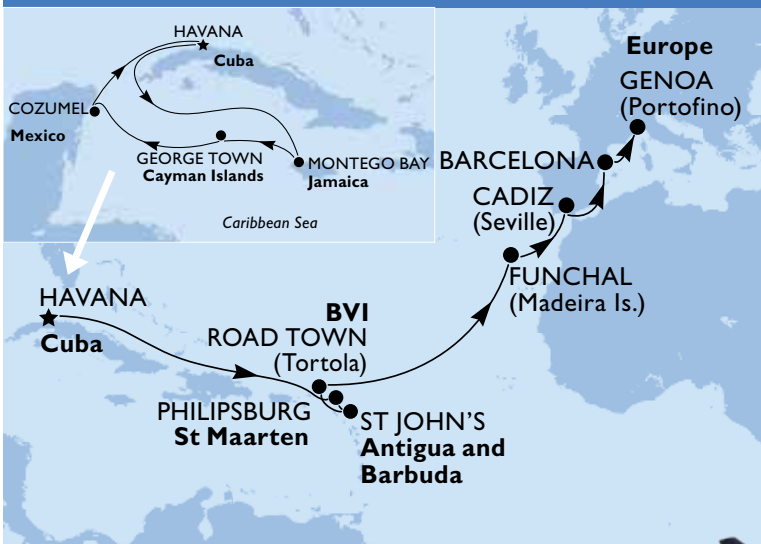 HAVANA
Cuba
COZUMEL
Mexico
GEORGE TOWN
Cayman Islands
MONTEGO BAY
Jamaica
Caribbean Sea
Europe
GENOA
(Portofino)
BARCELONA
CADIZ
(Seville)
FUNCHAL
(Madeira Is.)
HAVANA
Cuba
BVI
ROAD TOWN
(Tortola)
PHILIPSBURG
St Maarten
ST JOHN'S
Antigua and
Barbuda